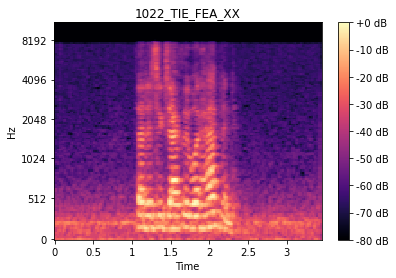 1022_TIE_FEA_XX
+0 dB
8192
-10 dB
4096
-20 dB
-30 dB
2048
Hz
-40 dB
1024
-50 dB
512
-60 dB
-70 dB
0
-80 dB
0 0.5 1 1.5 2 2.5 3
Time